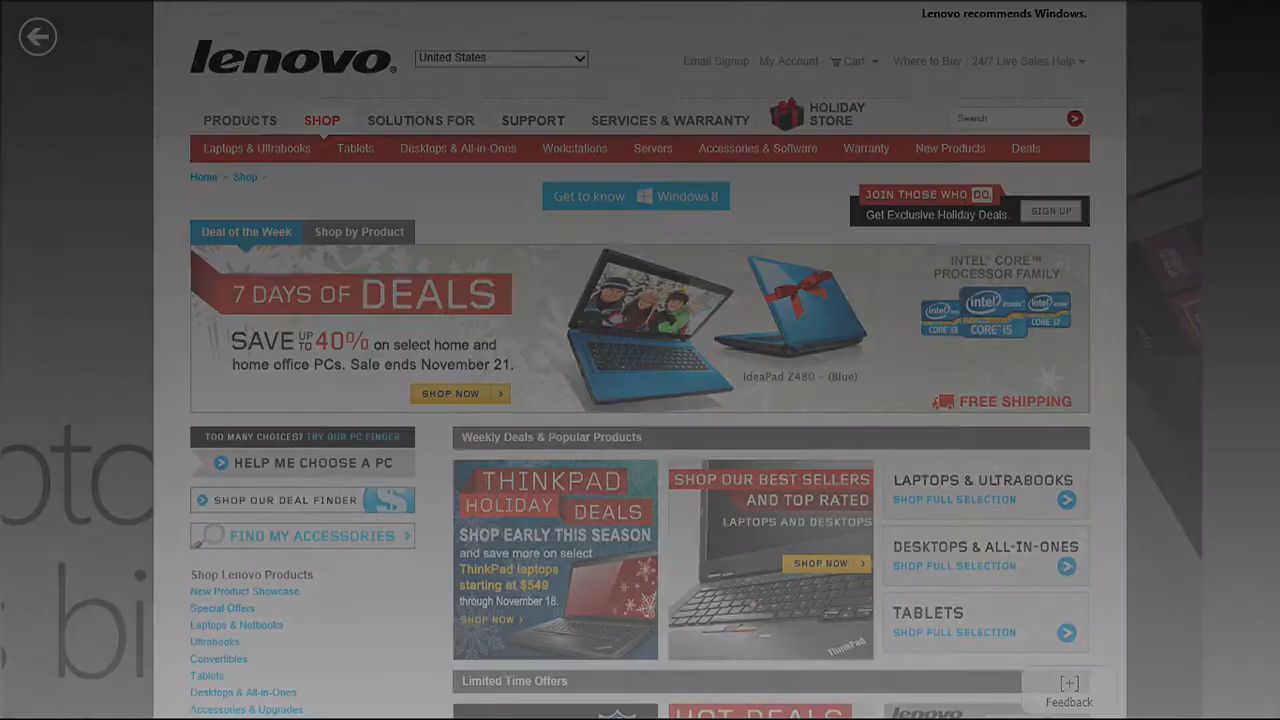 Lenovo recommends Windows.
lenovo
United States
Email Signup My Account Cart Where to Buy 24/7 Live Sales Help
PRODUCTS SHOP SOLUTIONS FOR SUPPORT SERVICES & WARRANTY HOLIDAY STORE
Search
Laptops & Ultrabooks Tablets Desktops & All-in-Ones Workstations Servers Accessories & Software Warranty New Products Deals
Home Shop
Get to know Windows 8
JOIN THOSE WHO DO.
Get Exclusive Holiday Deals. SIGN UP
Deal of the Week Shop by Product
7 DAYS OF DEALS
SAVE UP TO 40% on select home and
home office PCs. Sale ends November 21.
SHOP NOW >
IdeaPad Z480 – (Blue)
INTEL® CORE™
PROCESSOR FAMILY
intel intel inside intel
CORE i3 CORE i5 CORE i7
FREE SHIPPING
TOO MANY CHOICES? TRY OUR PC FINDER
HELP ME CHOOSE A PC
SHOP OUR DEAL FINDER $
FIND MY ACCESSORIES >
Shop Lenovo Products
New Product Showcase
Special Offers
Laptops & Netbooks
Ultrabooks
Convertibles
Tablets
Desktops & All-in-Ones
Accessories & Upgrades
Weekly Deals & Popular Products
THINKPAD
HOLIDAY DEALS
SHOP EARLY THIS SEASON
and save more on select
ThinkPad laptops
starting at $549
through November 18.
SHOP NOW >
SHOP OUR BEST SELLERS
AND TOP RATED
LAPTOPS AND DESKTOPS
SHOP NOW >
ThinkPad
LAPTOPS & ULTRABOOKS
SHOP FULL SELECTION
DESKTOPS & ALL-IN-ONES
SHOP FULL SELECTION
TABLETS
SHOP FULL SELECTION
Limited Time Offers
HOT DEALS
lenovo
[+]
Feedback
oto
s bi